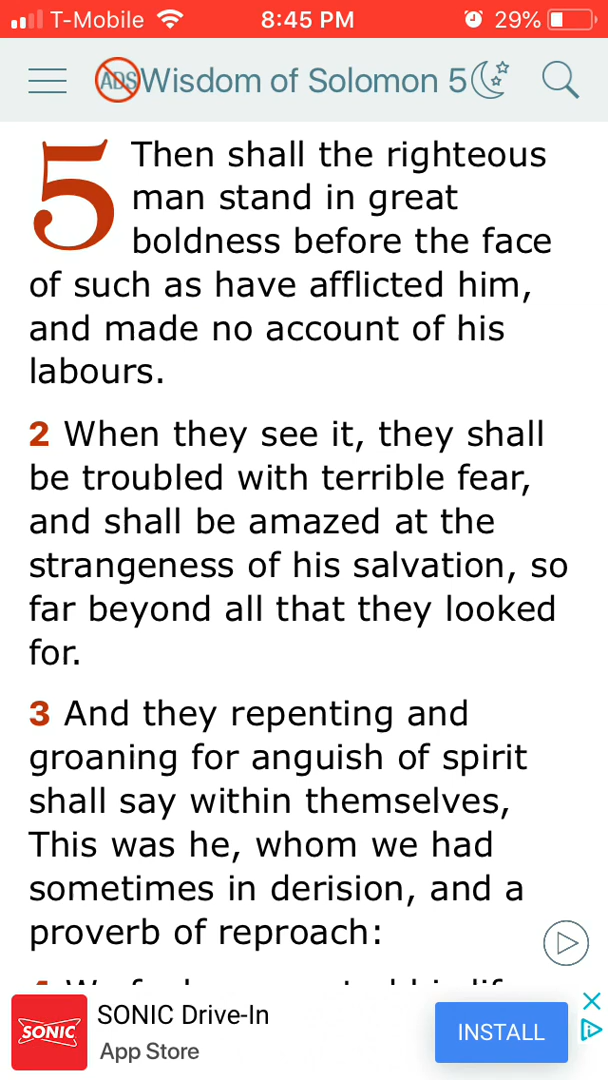 T-Mobile 8:45 PM 29%
ADS Wisdom of Solomon 5
5 Then shall the righteous
man stand in great
boldness before the face
of such as have afflicted him,
and made no account of his
labours.
2 When they see it, they shall
be troubled with terrible fear,
and shall be amazed at the
strangeness of his salvation, so
far beyond all that they looked
for.
3 And they repenting and
groaning for anguish of spirit
shall say within themselves,
This was he, whom we had
sometimes in derision, and a
proverb of reproach:
SONIC
SONIC Drive-In
App Store
INSTALL